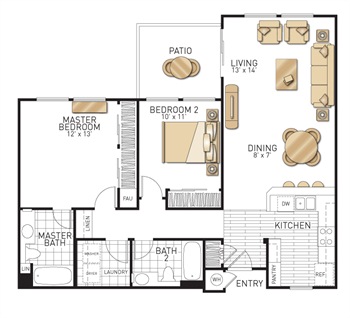 PATIO
LIVING
13' x 14'
MASTER
BEDROOM
12' x 13'
BEDROOM 2
10' x 11'
DINING
8' x 7'
DW
KITCHEN
LINEN
FAU
MASTER
BATH
LIN
WASHER
DRYER
LAUNDRY
BATH
2
WH
ENTRY
PANTRY
REF.